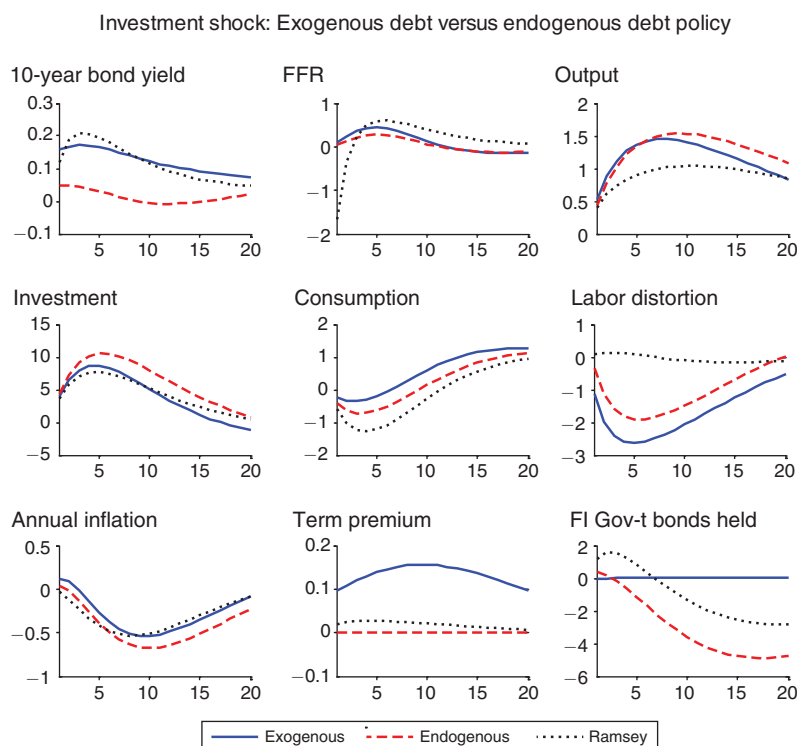 Investment shock: Exogenous debt versus endogenous debt policy
10-year bond yield
0.3
0.2
0.1
0
−0.1
5 10 15 20
FFR
1
0
−1
−2
5 10 15 20
Output
2
1.5
1
0.5
0
5 10 15 20
Investment
15
10
5
0
−5
5 10 15 20
Consumption
2
1
0
−1
−2
5 10 15 20
Labor distortion
1
0
−1
−2
−3
5 10 15 20
Annual inflation
0.5
0
−0.5
−1
5 10 15 20
Term premium
0.2
0.1
0
−0.1
5 10 15 20
FI Gov-t bonds held
2
0
−2
−4
−6
5 10 15 20
Exogenous Endogenous Ramsey